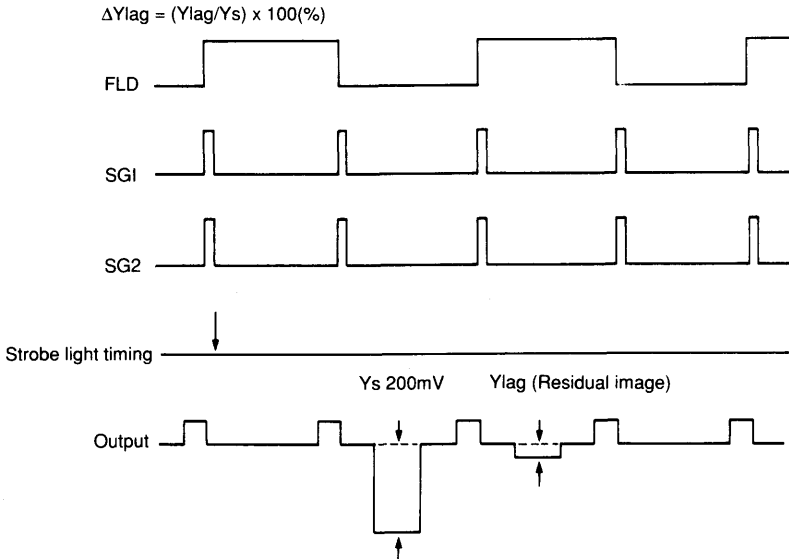 ΔYlag = (Ylag/Ys) x 100(%)
FLD
SGI
SG2
Strobe light timing
Ys 200mV Ylag (Residual image)
Output